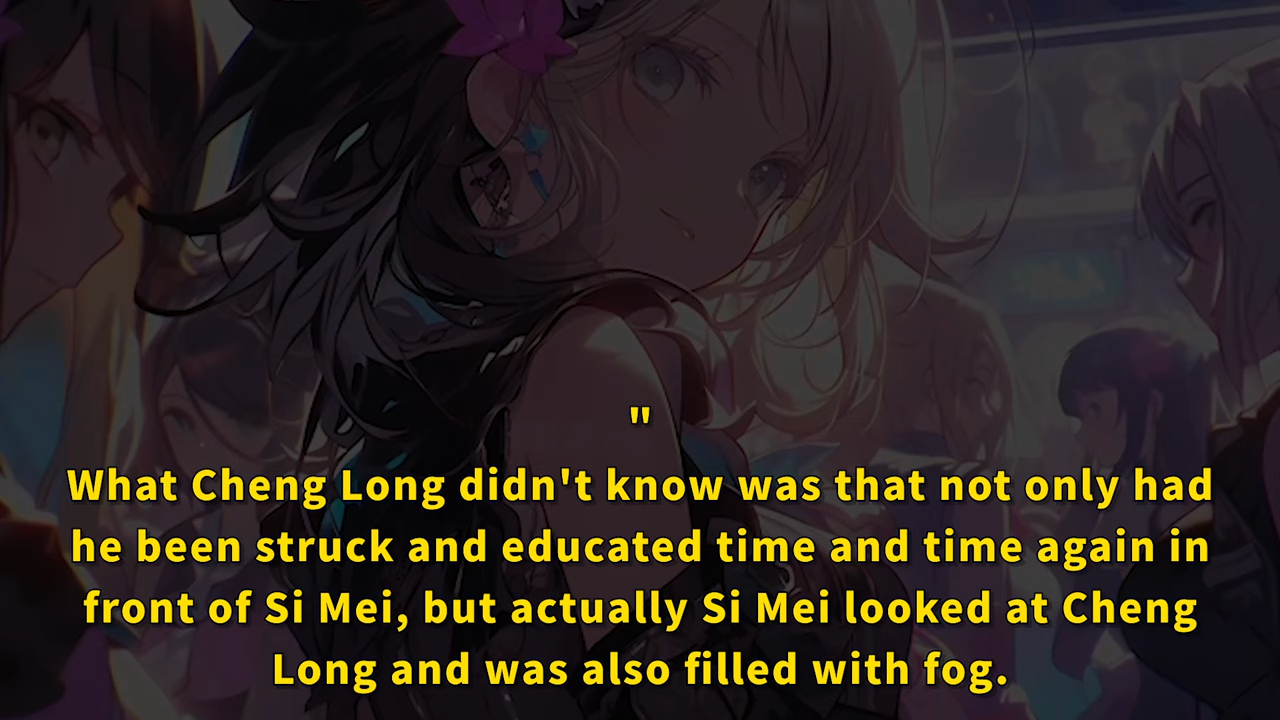 "
What Cheng Long didn't know was that not only had
he been struck and educated time and time again in
front of Si Mei, but actually Si Mei looked at Cheng
Long and was also filled with fog.